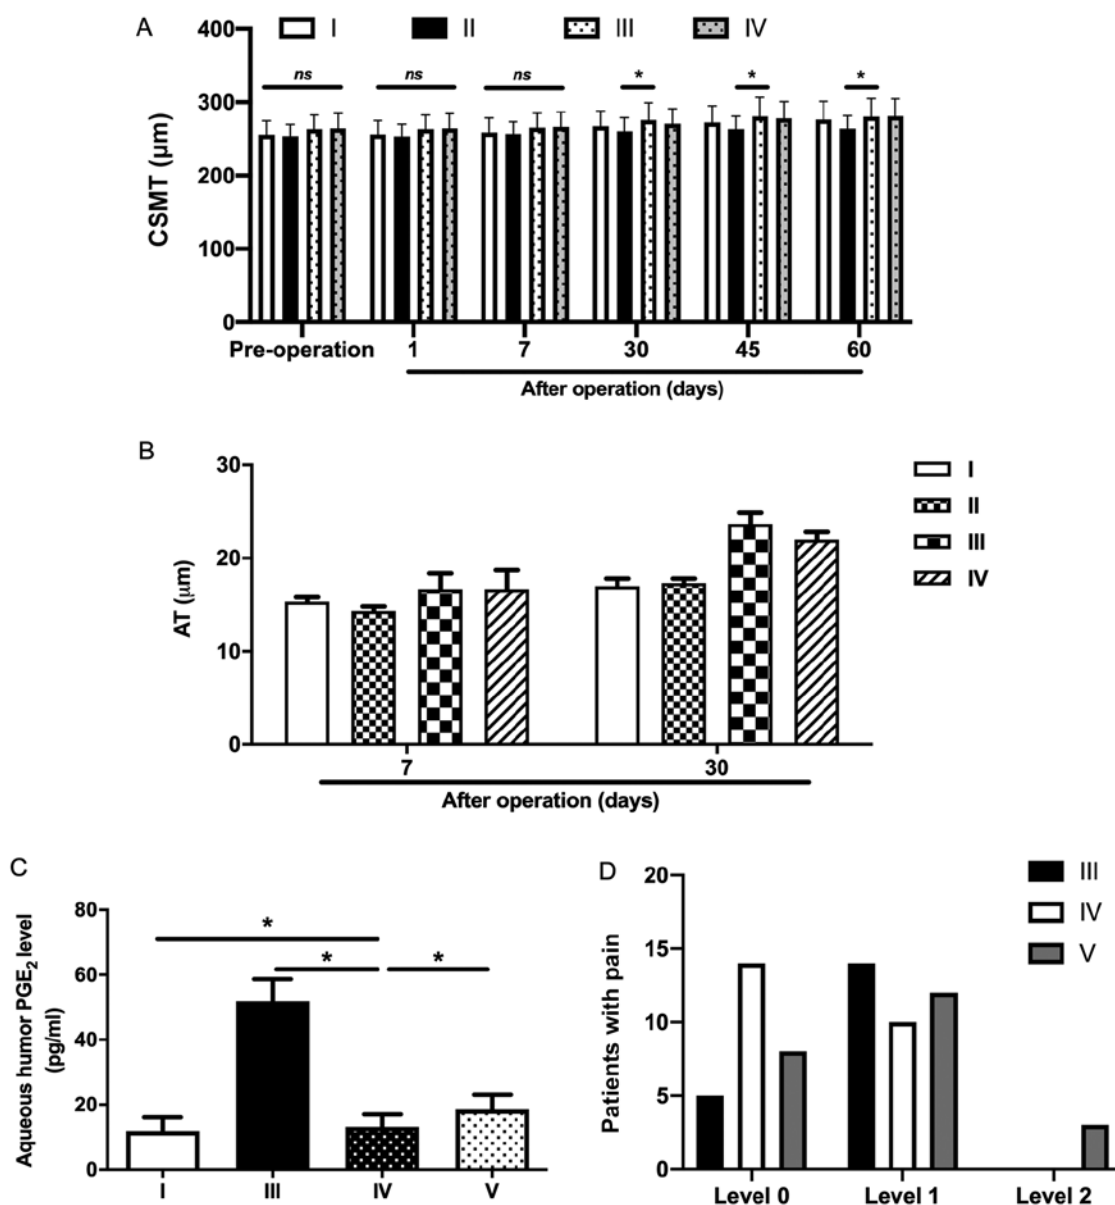 A
I II III IV
400
300
200
100
0
CSMT (μm)
ns ns ns * * *
Pre-operation 1 7 30 45 60
After operation (days)
B
30
20
10
0
AT (μm)
I
II
III
IV
7 30
After operation (days)
C
Aqueous humor PGE₂ level
(pg/ml)
80
60
40
20
0
*
* *
I III IV V
D
Patients with pain
20
15
10
5
0
III
IV
V
Level 0 Level 1 Level 2